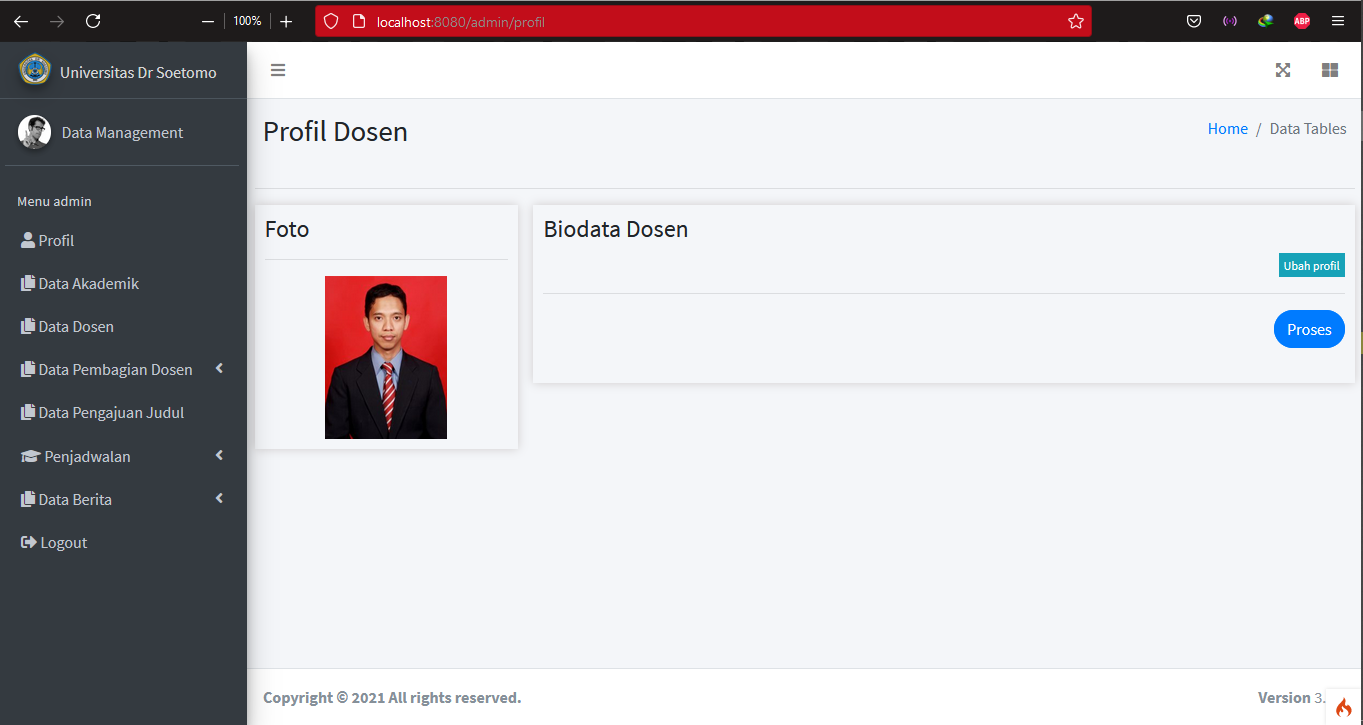 100%
localhost:8080/admin/profil
ABP
Universitas Dr Soetomo
Data Management
Menu admin
Profil
Data Akademik
Data Dosen
Data Pembagian Dosen
Data Pengajuan Judul
Penjadwalan
Data Berita
Logout
Profil Dosen
Home / Data Tables
Foto
Biodata Dosen
Ubah profil
Proses
Copyright © 2021 All rights reserved.
Version 3.